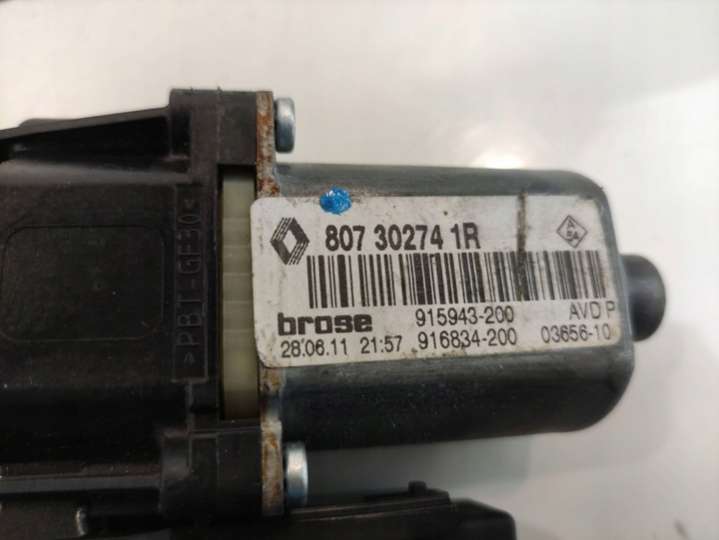 807 30274 1R
brose 915943-200 AVD P
28.06.11 21:57 916834-200 03656-10
>PBT-GF30<